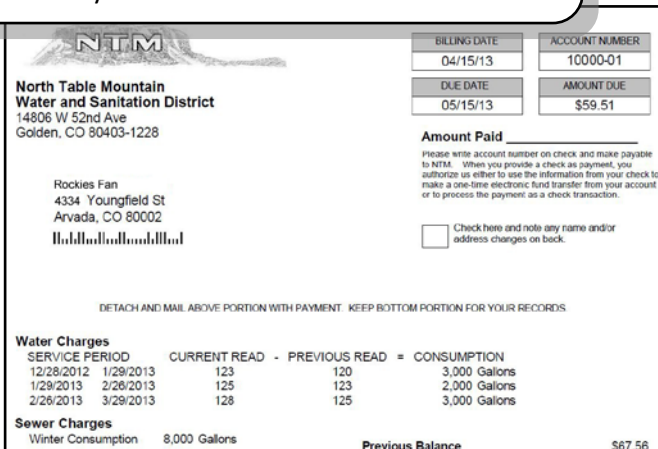 NTM
BILLING DATE
ACCOUNT NUMBER
04/15/13
10000-01
DUE DATE
AMOUNT DUE
05/15/13
$59.51
North Table Mountain
Water and Sanitation District
14806 W 52nd Ave
Golden, CO 80403-1228
Amount Paid
Please write account number on check and make payable
to NTM. When you provide a check as payment, you
authorize us either to use the information from your check to
make a one-time electronic fund transfer from your account
or to process the payment as a check transaction.
Rockies Fan
4334 Youngfield St
Arvada, CO 80002
Check here and note any name and/or
address changes on back.
DETACH AND MAIL ABOVE PORTION WITH PAYMENT. KEEP BOTTOM PORTION FOR YOUR RECORDS
Water Charges
SERVICE PERIOD CURRENT READ - PREVIOUS READ = CONSUMPTION
12/28/2012 1/29/2013 123 120 3,000 Gallons
1/29/2013 2/26/2013 125 123 2,000 Gallons
2/26/2013 3/29/2013 128 125 3,000 Gallons
Sewer Charges
Winter Consumption 8,000 Gallons
Previous Balance $67.56